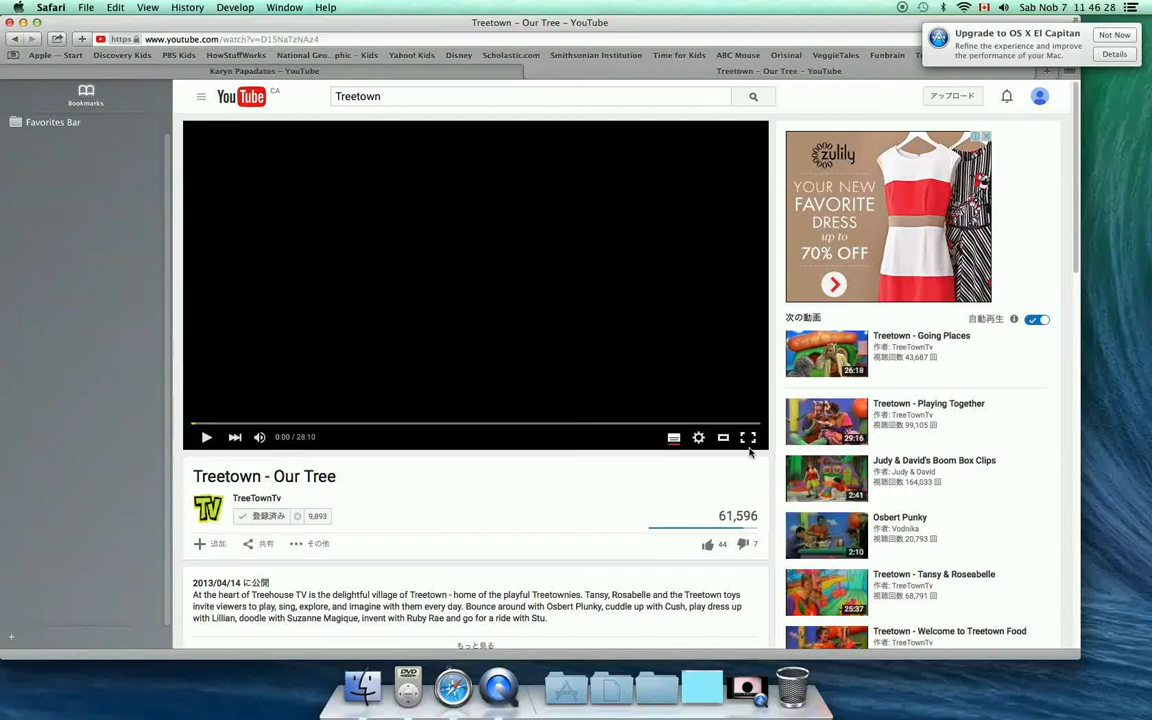 Safari File Edit View History Develop Window Help
Sab Nob 7 11 46 28
Treetown - Our Tree - YouTube
https www.youtube.com/watch?v=D15NaTzNAz4
Apple — Start Discovery Kids PBS Kids HowStuffWorks National Geo...phic - Kids Yahoo! Kids Disney Scholastic.com Smithsonian Institution Time for Kids ABC Mouse Orisinal VeggieTales Funbrain
Karyn Papadatos - YouTube
Treetown - Our Tree - YouTube
Upgrade to OS X El Capitan
Refine the experience and improve
the performance of your Mac.
Not Now
Details
Bookmarks
Favorites Bar
YouTube CA
Treetown
アップロード
zulily
YOUR NEW
FAVORITE
DRESS
up to
70% OFF
0:00 / 28:10
Treetown - Our Tree
TreeTownTv
登録済み 9,893
61,596
追加 共有 その他
44 7
2013/04/14 に公開
At the heart of Treehouse TV is the delightful village of Treetown - home of the playful Treetownies. Tansy, Rosabelle and the Treetown toys
invite viewers to play, sing, explore, and imagine with them every day. Bounce around with Osbert Plunky, cuddle up with Cush, play dress up
with Lillian, doodle with Suzanne Magique, invent with Ruby Rae and go for a ride with Stu.
もっと見る
次の動画 自動再生
Treetown - Going Places
作者: TreeTownTv
視聴回数 43,687 回
26:18
Treetown - Playing Together
作者: TreeTownTv
視聴回数 99,105 回
29:16
Judy & David's Boom Box Clips
作者: Judy & David
視聴回数 164,033 回
2:41
Osbert Punky
作者: Vodnika
視聴回数 20,793 回
2:10
Treetown - Tansy & Roseabelle
作者: TreeTownTv
視聴回数 68,791 回
25:37
Treetown - Welcome to Treetown Food
作者: TreeTownTv
DVD